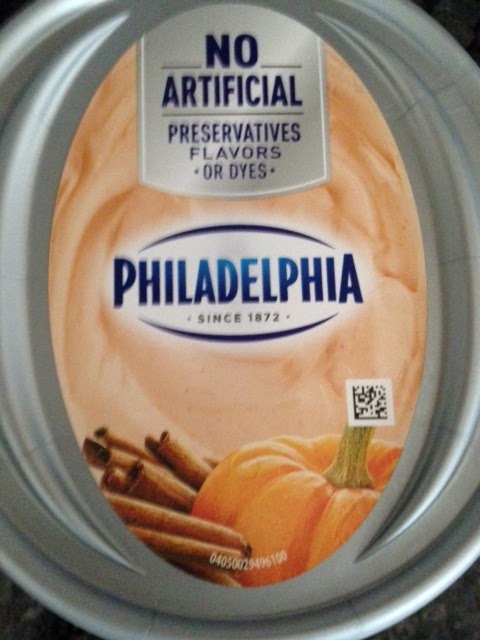 NO
ARTIFICIAL
PRESERVATIVES
FLAVORS
• OR DYES •
PHILADELPHIA
• SINCE 1872 •
04050029496100